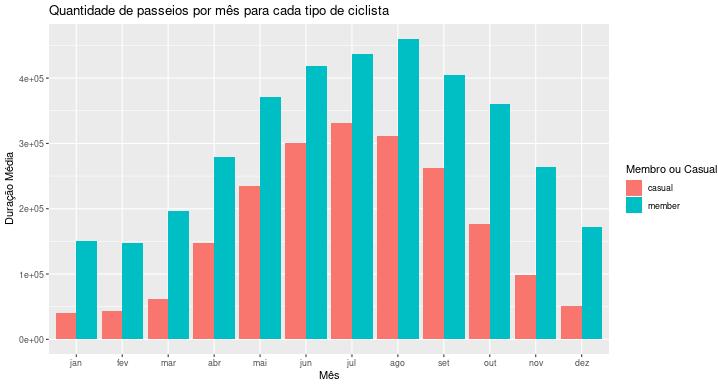 Quantidade de passeios por mês para cada tipo de ciclista
Duração Média
4e+05
3e+05
2e+05
1e+05
0e+00
jan fev mar abr mai jun jul ago set out nov dez
Mês
Membro ou Casual
casual
member